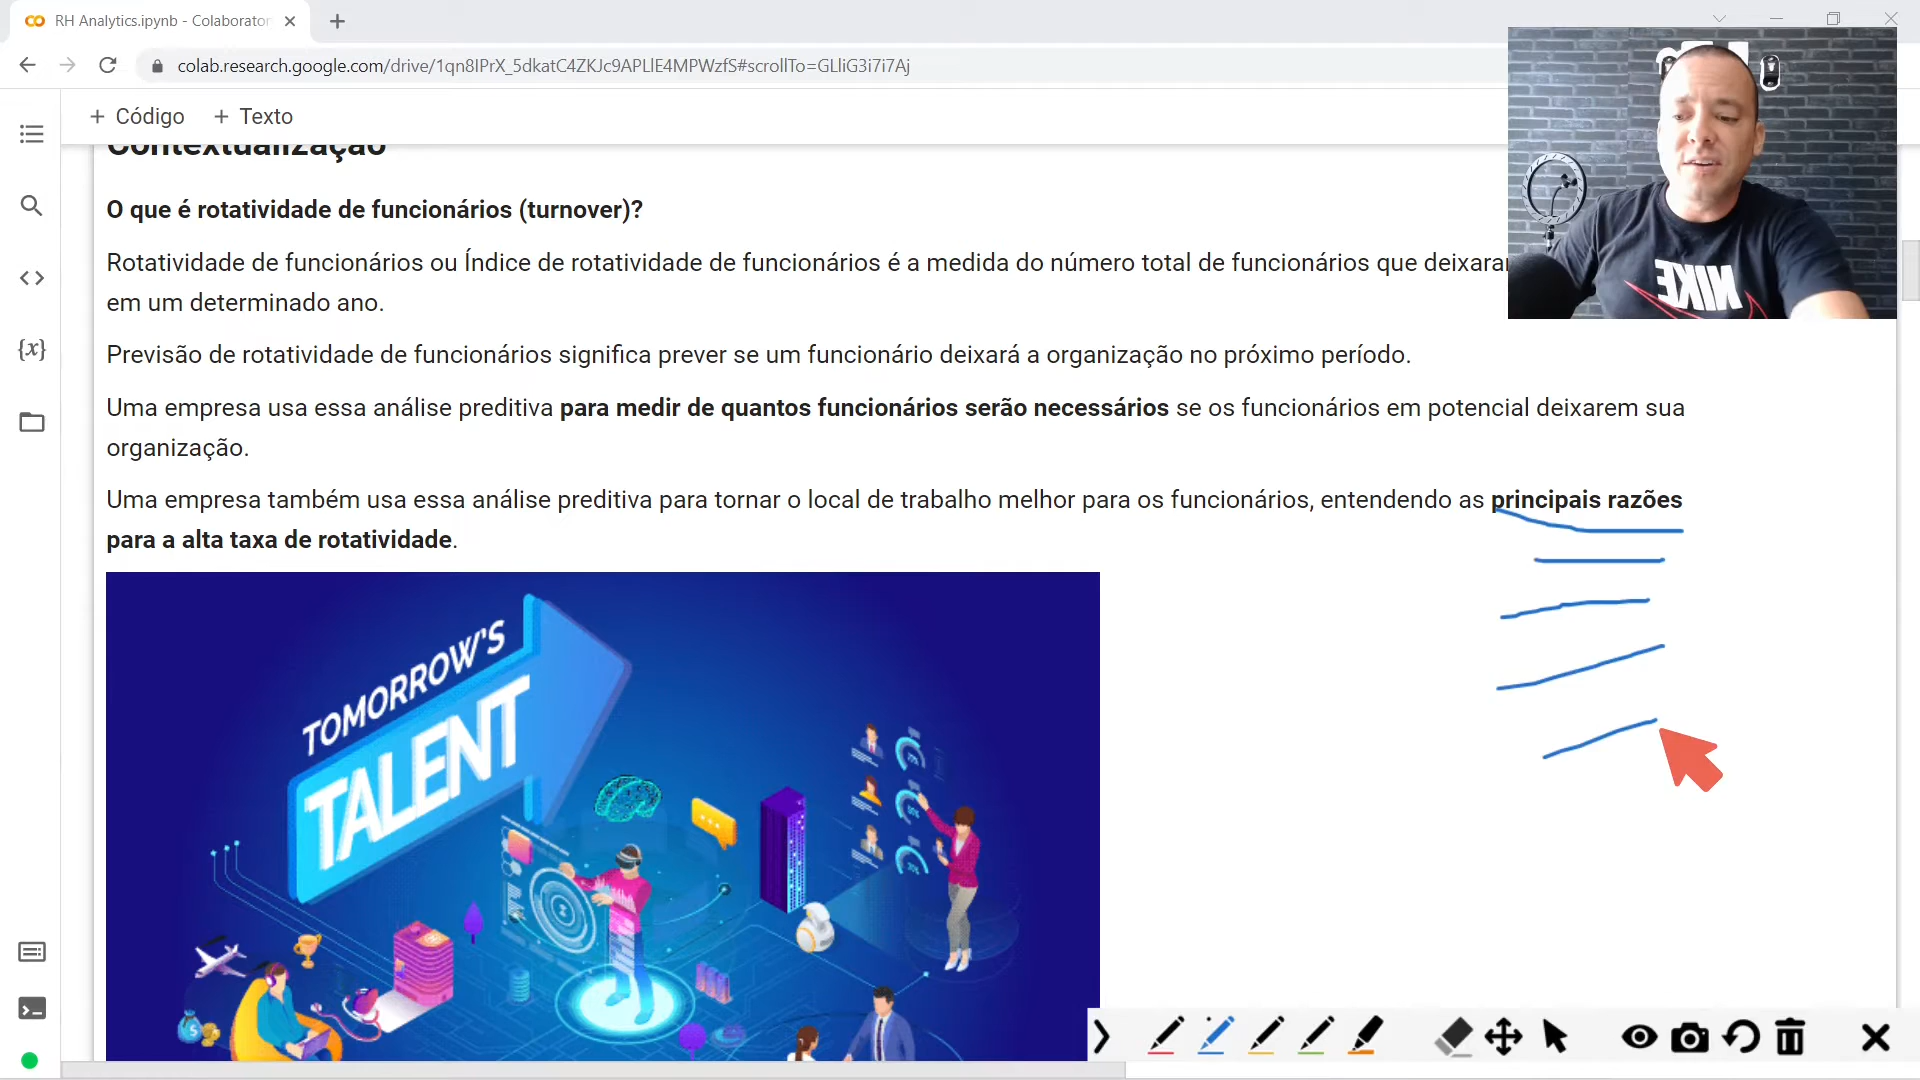 RH Analytics.ipynb - Colaborator
colab.research.google.com/drive/1qn8IPrX_5dkatC4ZKJc9APLlE4MPWzfS#scrollTo=GLliG3i7i7Aj
+ Código + Texto
Contextualização
O que é rotatividade de funcionários (turnover)?
Rotatividade de funcionários ou Índice de rotatividade de funcionários é a medida do número total de funcionários que deixaram
em um determinado ano.
Previsão de rotatividade de funcionários significa prever se um funcionário deixará a organização no próximo período.
Uma empresa usa essa análise preditiva para medir de quantos funcionários serão necessários se os funcionários em potencial deixarem sua
organização.
Uma empresa também usa essa análise preditiva para tornar o local de trabalho melhor para os funcionários, entendendo as principais razões
para a alta taxa de rotatividade.
TOMORROW'S
TALENT
NIKE